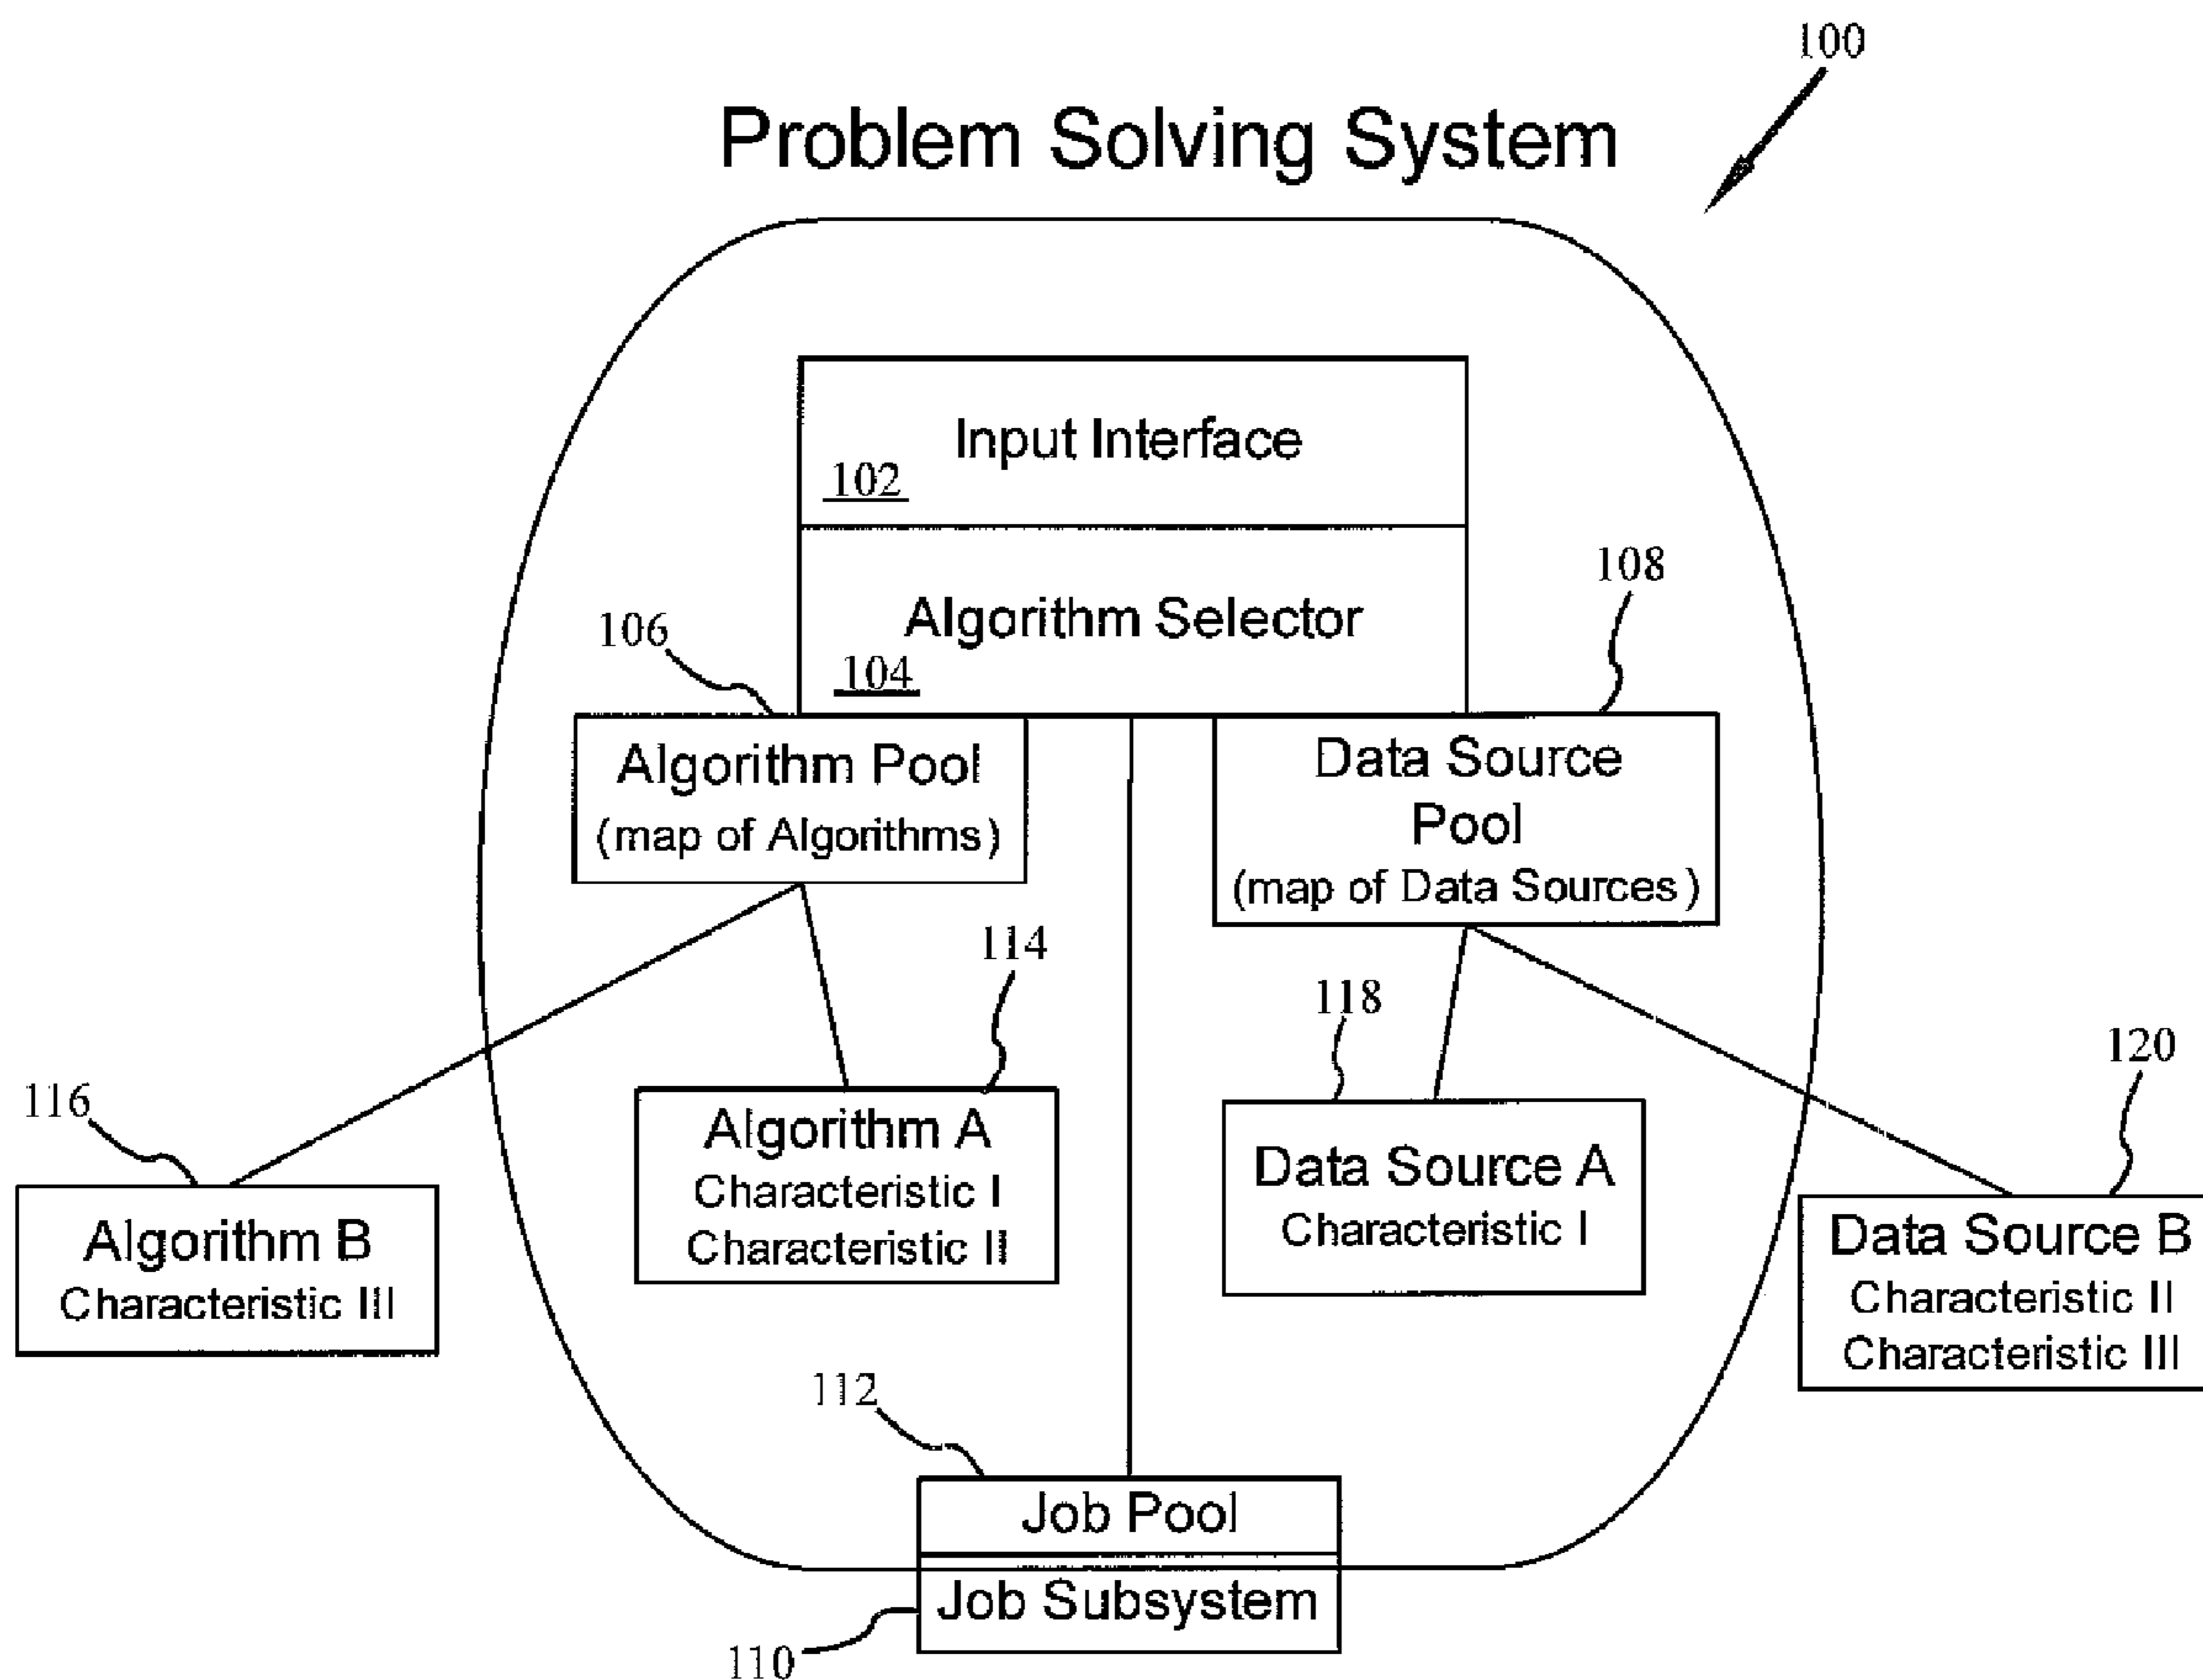 100
Problem Solving System
Input Interface
102
Algorithm Selector
104
106
108
Algorithm Pool
(map of Algorithms)
Data Source
Pool
(map of Data Sources)
114
118
116
120
Algorithm A
Characteristic I
Characteristic II
Data Source A
Characteristic I
Algorithm B
Characteristic III
Data Source B
Characteristic II
Characteristic III
112
Job Pool
Job Subsystem
110